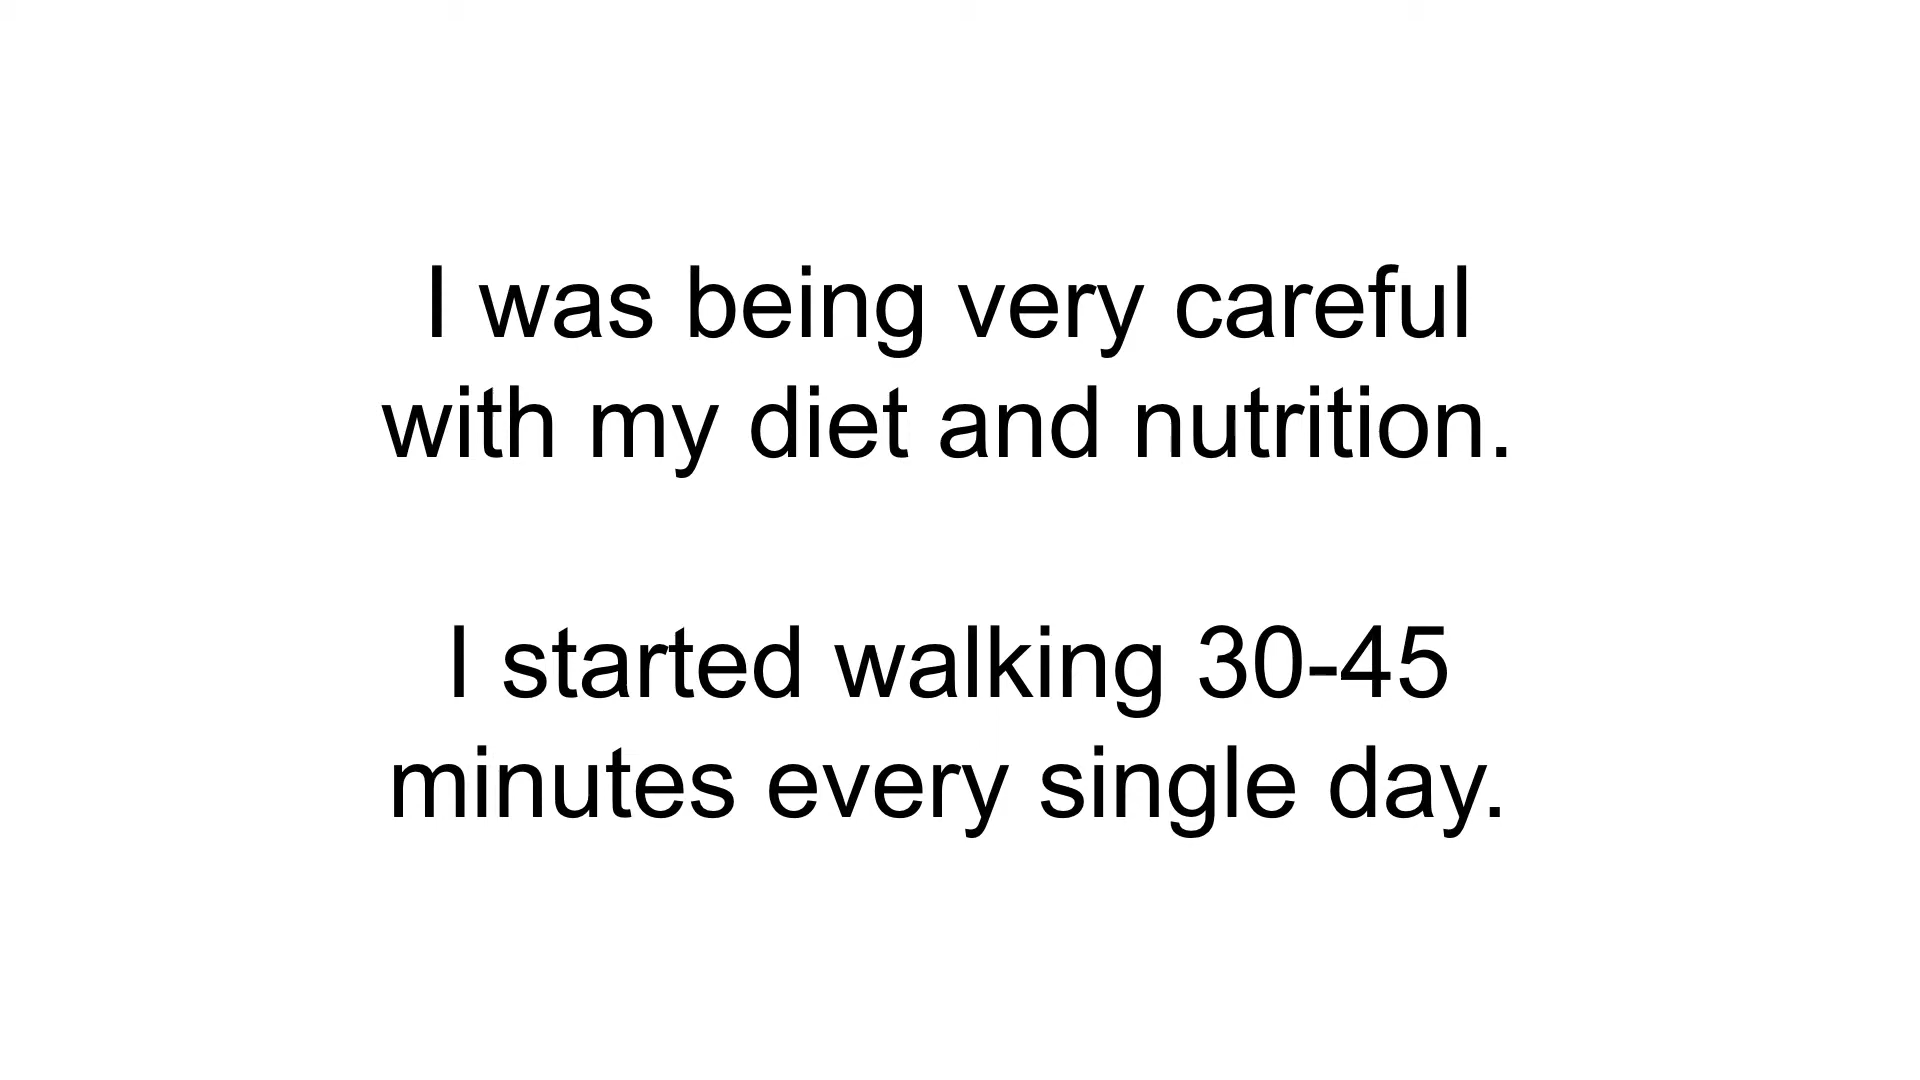 I was being very careful
with my diet and nutrition.
I started walking 30-45
minutes every single day.